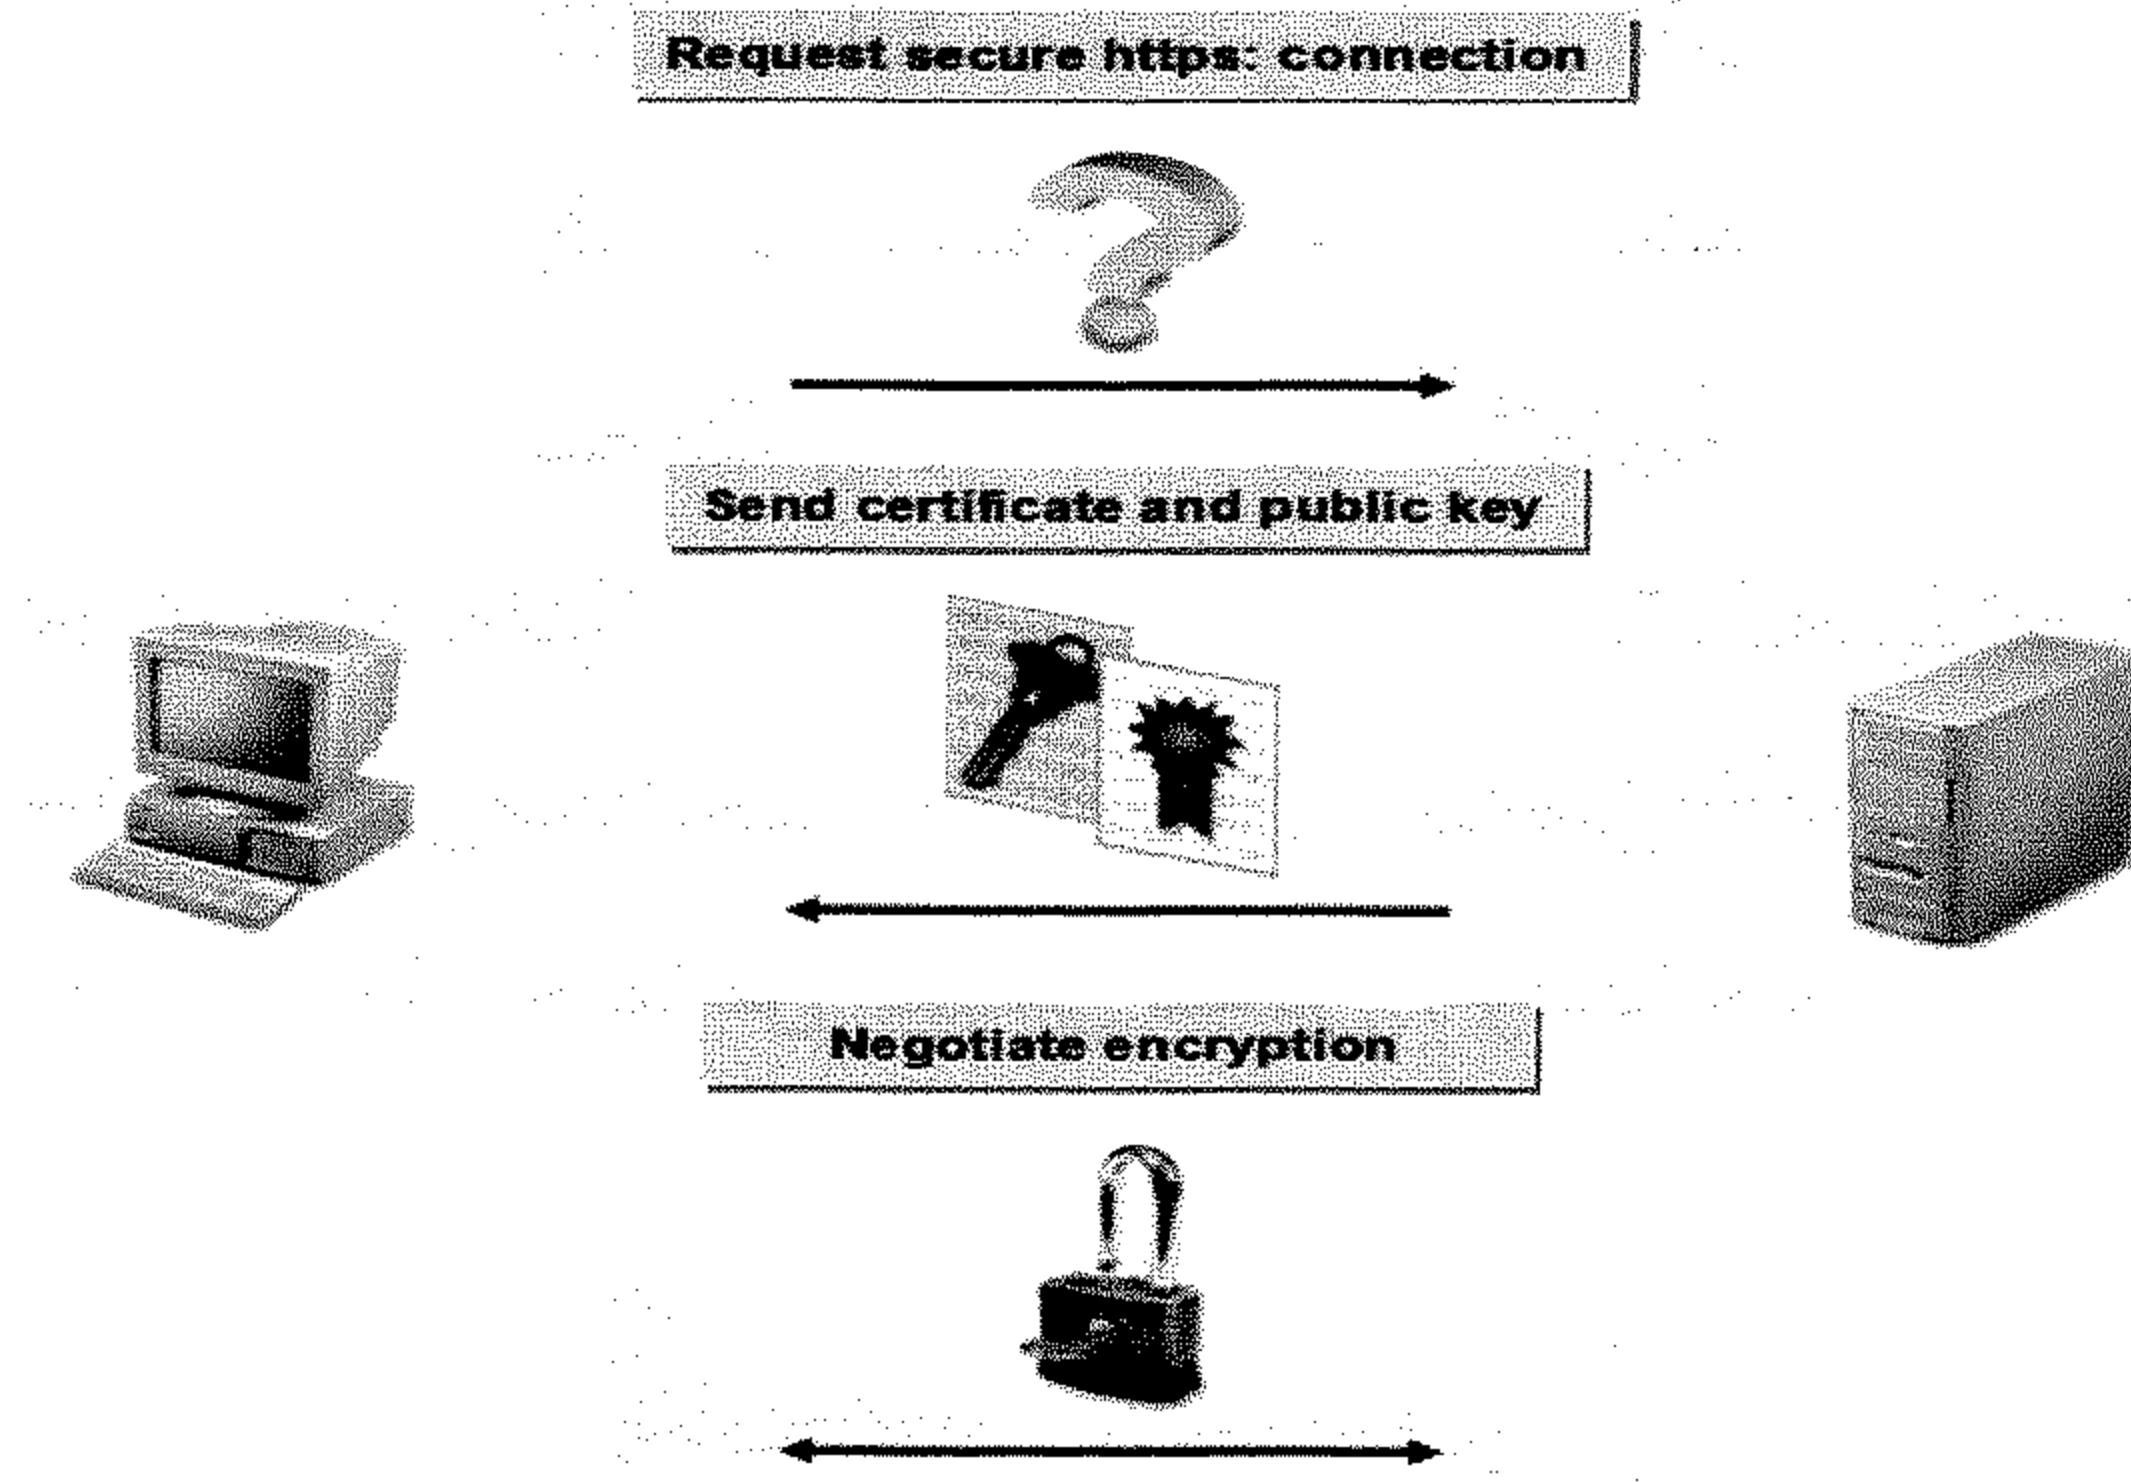 Request secure https: connection
Send certificate and public key
Negotiate encryption